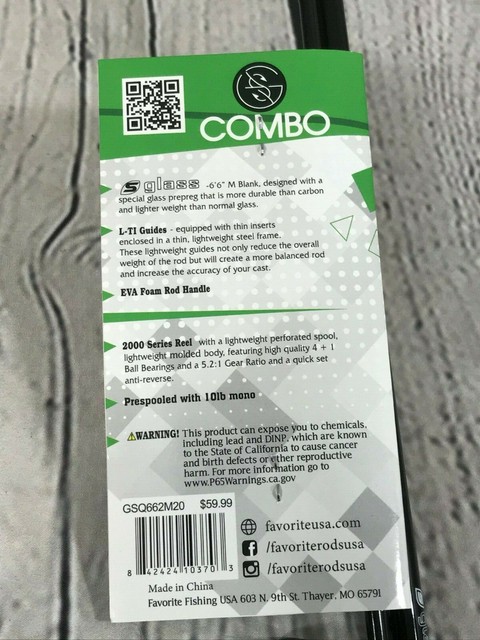 COMBO
S glass -6'6" M Blank, designed with a
special glass prepreg that is more durable than carbon
and lighter weight than normal glass.
L-TI Guides - equipped with thin inserts
enclosed in a thin, lightweight steel frame.
These lightweight guides not only reduce the overall
weight of the rod but will create a more balanced rod
and increase the accuracy of your cast.
EVA Foam Rod Handle
2000 Series Reel with a lightweight perforated spool,
lightweight molded body, featuring high quality 4 + 1
Ball Bearings and a 5.2:1 Gear Ratio and a quick set
anti-reverse.
Prespooled with 10lb mono
⚠WARNING! This product can expose you to chemicals,
including lead and DINP, which are known
to the State of California to cause cancer
and birth defects or other reproductive
harm. For more information go to
www.P65Warnings.ca.gov
GSQ662M20 $59.99
8 42424 10370 3
favoriteusa.com
/favoriterodsusa
/favoriterodsusa
Made in China
Favorite Fishing USA 603 N. 9th St. Thayer, MO 65791